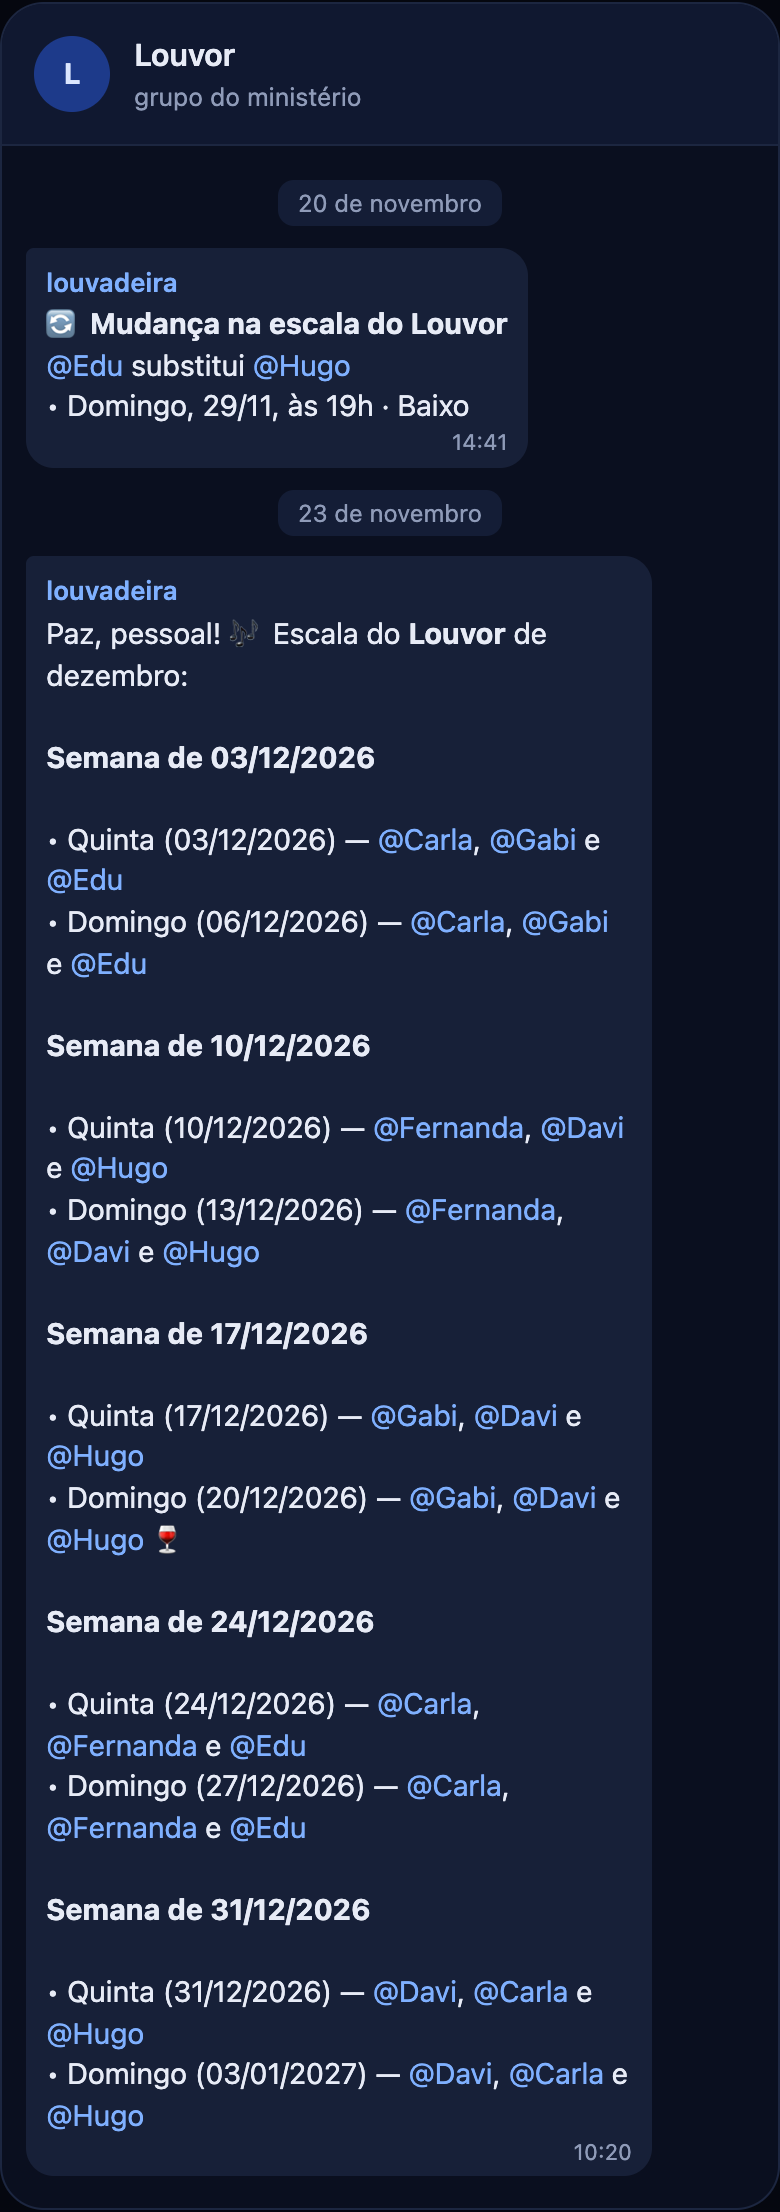 L
Louvor
grupo do ministério
20 de novembro
louvadeira
🔄 Mudança na escala do Louvor
@Edu substitui @Hugo
• Domingo, 29/11, às 19h · Baixo
14:41
23 de novembro
louvadeira
Paz, pessoal! 🎶 Escala do Louvor de
dezembro:
Semana de 03/12/2026
• Quinta (03/12/2026) — @Carla, @Gabi e
@Edu
• Domingo (06/12/2026) — @Carla, @Gabi
e @Edu
Semana de 10/12/2026
• Quinta (10/12/2026) — @Fernanda, @Davi
e @Hugo
• Domingo (13/12/2026) — @Fernanda,
@Davi e @Hugo
Semana de 17/12/2026
• Quinta (17/12/2026) — @Gabi, @Davi e
@Hugo
• Domingo (20/12/2026) — @Gabi, @Davi e
@Hugo 🍷
Semana de 24/12/2026
• Quinta (24/12/2026) — @Carla,
@Fernanda e @Edu
• Domingo (27/12/2026) — @Carla,
@Fernanda e @Edu
Semana de 31/12/2026
• Quinta (31/12/2026) — @Davi, @Carla e
@Hugo
• Domingo (03/01/2027) — @Davi, @Carla e
@Hugo
10:20